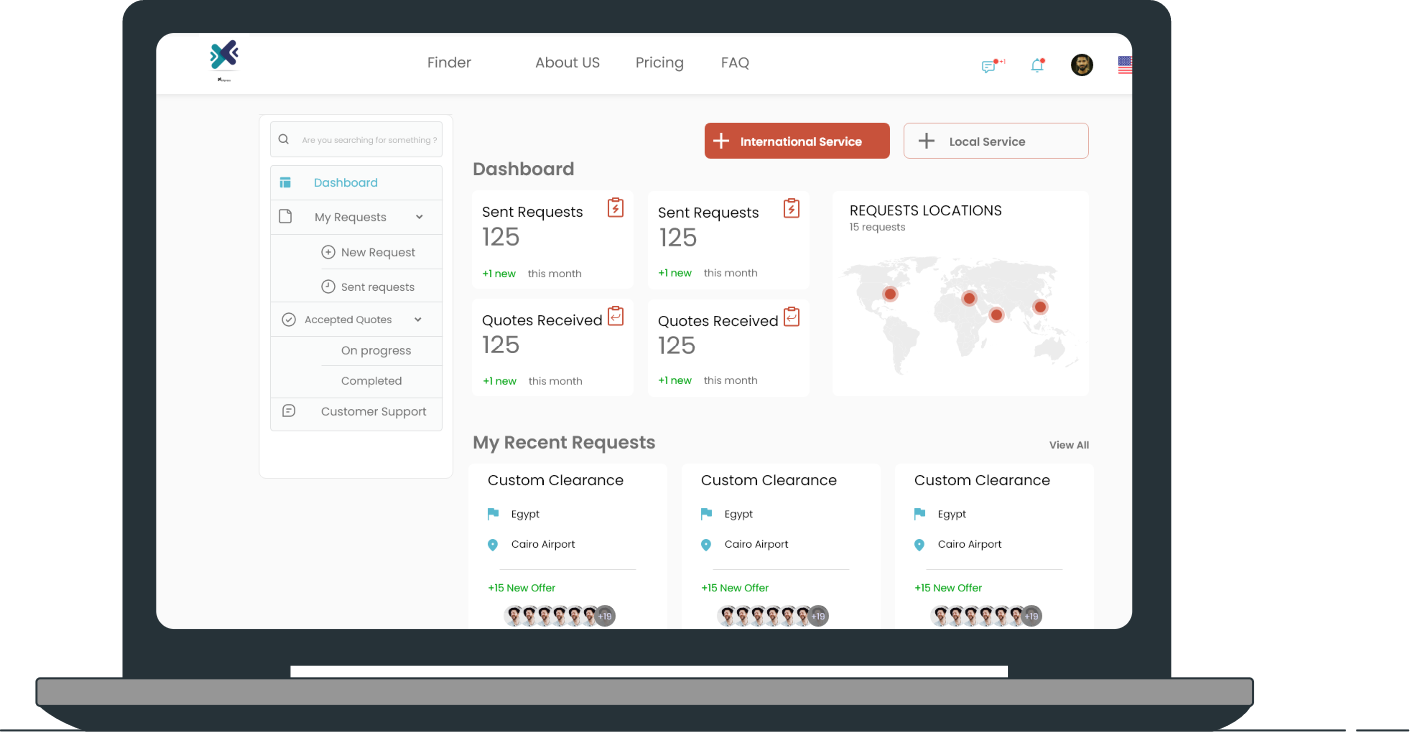 Finder
About US
Pricing
FAQ
+1
Are you searching for something ?
Dashboard
My Requests
New Request
Sent requests
Accepted Quotes
On progress
Completed
Customer Support
International Service
Local Service
Dashboard
Sent Requests
125
+1 new this month
Sent Requests
125
+1 new this month
Quotes Received
125
+1 new this month
Quotes Received
125
+1 new this month
REQUESTS LOCATIONS
15 requests
My Recent Requests
View All
Custom Clearance
Egypt
Cairo Airport
+15 New Offer
+19
Custom Clearance
Egypt
Cairo Airport
+15 New Offer
+19
Custom Clearance
Egypt
Cairo Airport
+15 New Offer
+19